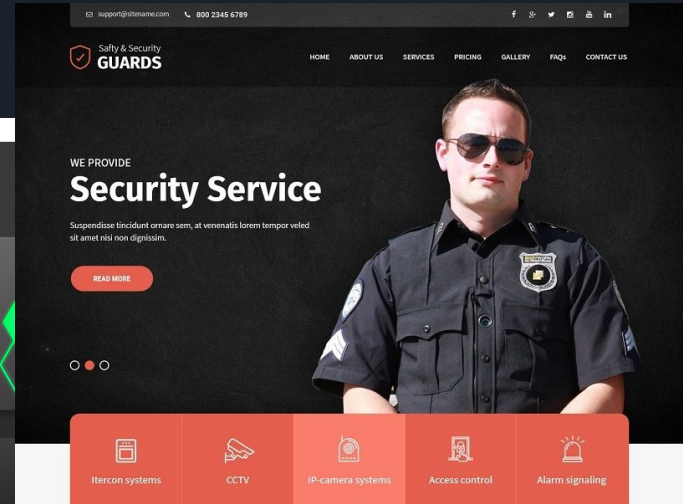 support@sitename.com 800 2345 6789
Safty & Security
GUARDS
HOME ABOUT US SERVICES PRICING GALLERY FAQs CONTACT US
WE PROVIDE
Security Service
Suspendisse tincidunt ornare sem, at venenatis lorem tempor veled
sit amet nisi non dignissim.
READ MORE
Itercon systems CCTV IP-camera systems Access control Alarm signaling